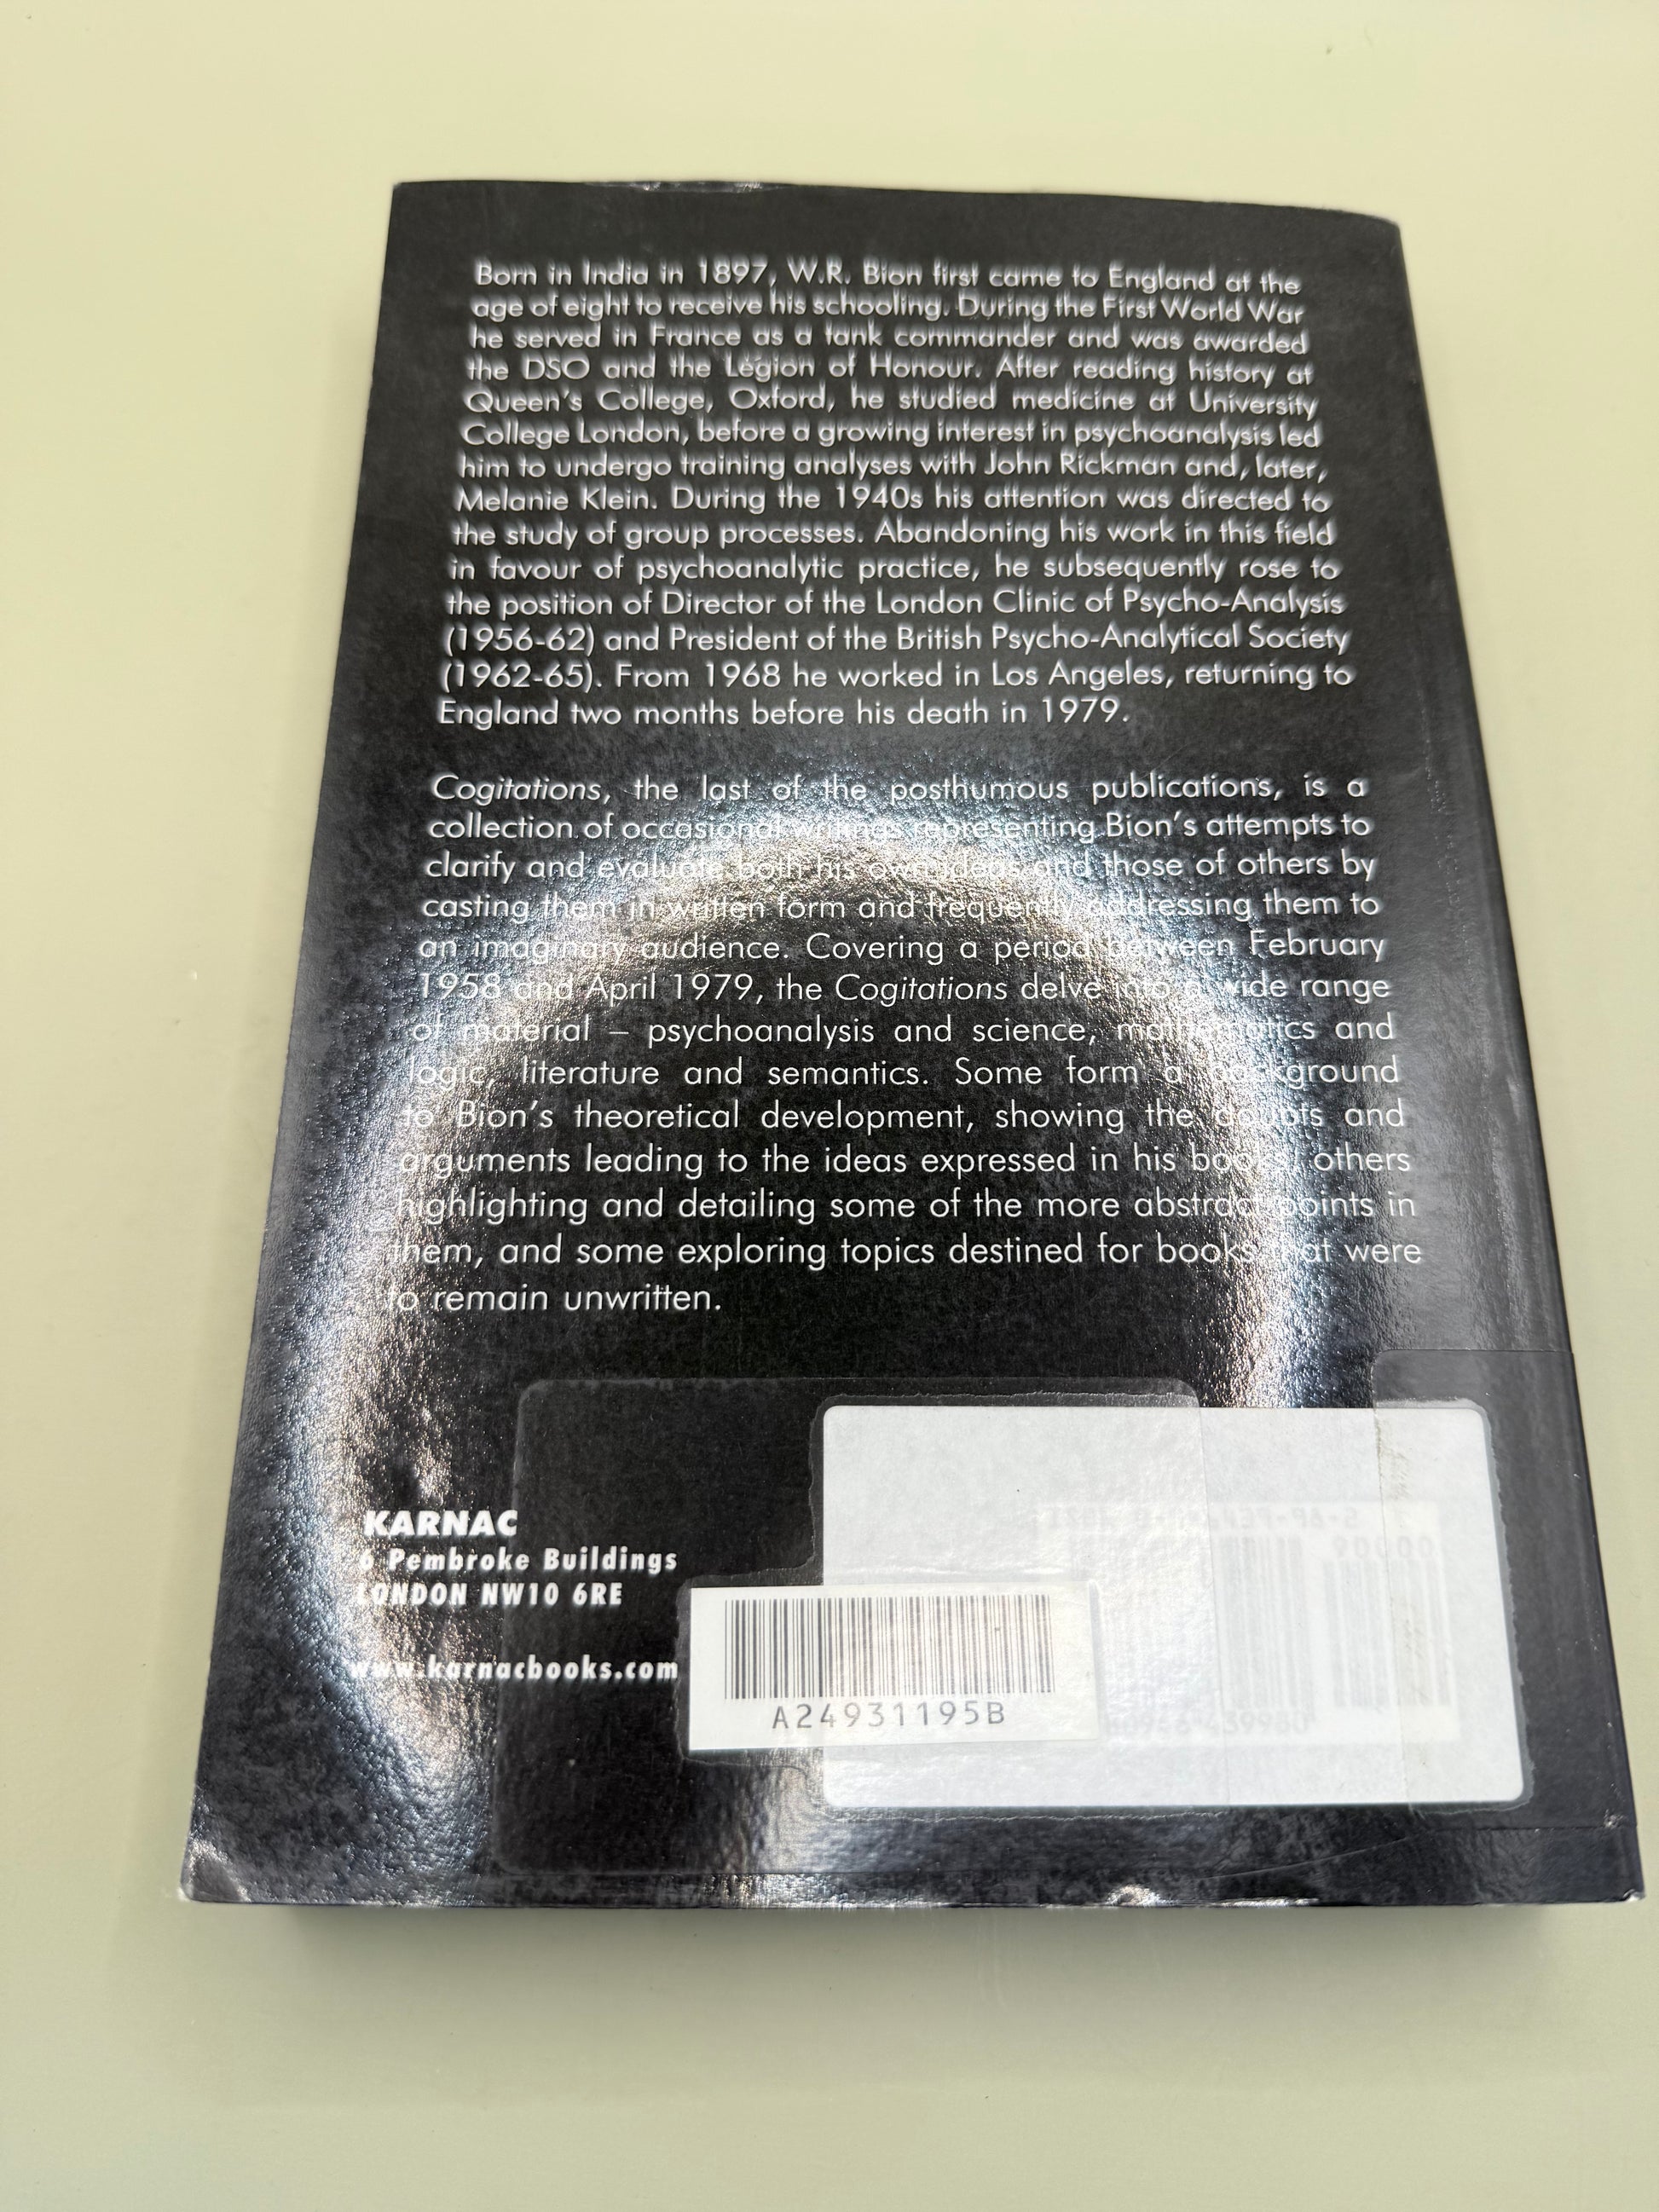 Born in India in 1897, W.R. Bion first came to England at the
age of eight to receive his schooling. During the First World War
he served in France as a tank commander and was awarded
the DSO and the Légion of Honour. After reading history at
Queen's College, Oxford, he studied medicine at University
College London, before a growing interest in psychoanalysis led
him to undergo training analyses with John Rickman and, later,
Melanie Klein. During the 1940s his attention was directed to
the study of group processes. Abandoning his work in this field
in favour of psychoanalytic practice, he subsequently rose to
the position of Director of the London Clinic of Psycho-Analysis
(1956-62) and President of the British Psycho-Analytical Society
(1962-65). From 1968 he worked in Los Angeles, returning to
England two months before his death in 1979.
Cogitations, the last of the posthumous publications, is a
collection of occasional writings representing Bion's attempts to
clarify and evaluate both his own ideas and those of others by
casting them in written form and frequently addressing them to
an imaginary audience. Covering a period between February
1958 and April 1979, the Cogitations delve into a wide range
of material – psychoanalysis and science, mathematics and
logic, literature and semantics. Some form a background
to Bion's theoretical development, showing the doubts and
arguments leading to the ideas expressed in his books, others
highlighting and detailing some of the more abstract points in
them, and some exploring topics destined for books that were
to remain unwritten.
KARNAC
6 Pembroke Buildings
LONDON NW10 6RE
www.karnacbooks.com
A24931195B